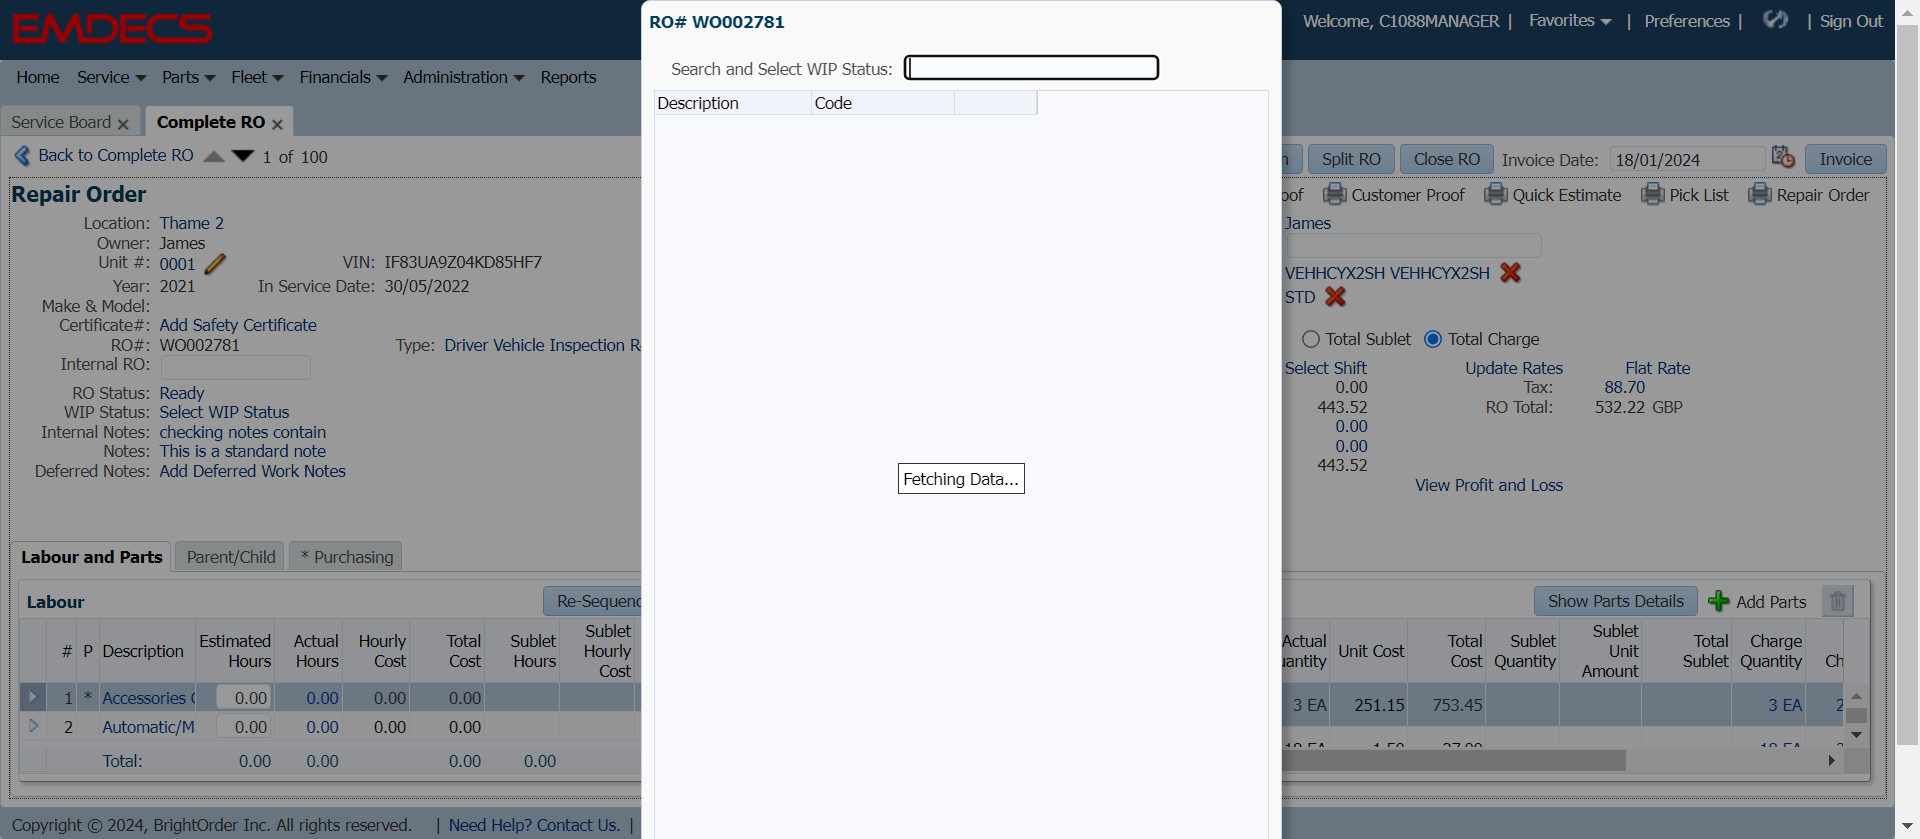 EMDECS
Welcome, C1088MANAGER | Favorites | Preferences | | Sign Out
Home Service Parts Fleet Financials Administration Reports
Service Board Complete RO
Back to Complete RO 1 of 100
Split RO Close RO Invoice Date: 18/01/2024 Invoice
Customer Proof Quick Estimate Pick List Repair Order
Repair Order
Location: Thame 2
Owner: James
Unit #: 0001 VIN: IF83UA9Z04KD85HF7
Year: 2021 In Service Date: 30/05/2022
Make & Model:
Certificate#: Add Safety Certificate
RO#: WO002781 Type: Driver Vehicle Inspection R
Internal RO:
RO Status: Ready
WIP Status: Select WIP Status
Internal Notes: checking notes contain
Notes: This is a standard note
Deferred Notes: Add Deferred Work Notes
RO# WO002781
Search and Select WIP Status:
Description Code
Fetching Data...
James
VEHHCYX2SH VEHHCYX2SH
STD
Total Sublet Total Charge
Select Shift Update Rates Flat Rate
0.00 Tax: 88.70
443.52 RO Total: 532.22 GBP
0.00
0.00
443.52
View Profit and Loss
Labour and Parts Parent/Child * Purchasing
Labour Re-Sequenc
# P Description Estimated Hours Actual Hours Hourly Cost Total Cost Sublet Hours Sublet Hourly Cost
1 * Accessories 0.00 0.00 0.00 0.00
2 Automatic/M 0.00 0.00 0.00 0.00
Total: 0.00 0.00 0.00 0.00
Show Parts Details Add Parts
Actual uantity Unit Cost Total Cost Sublet Quantity Sublet Unit Amount Total Sublet Charge Quantity Ch
3 EA 251.15 753.45 3 EA 2
Copyright © 2024, BrightOrder Inc. All rights reserved. | Need Help? Contact Us. |